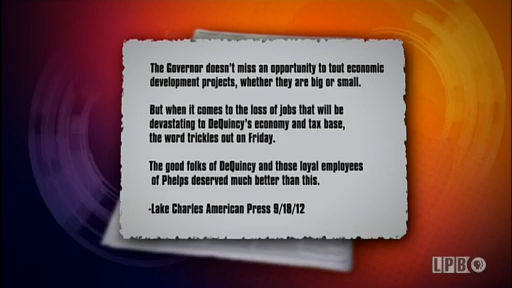 The Governor doesn't miss an opportunity to tout economic
development projects, whether they are big or small.
But when it comes to the loss of jobs that will be
devastating to DeQuincy's economy and tax base,
the word trickles out on Friday.
The good folks of DeQuincy and those loyal employees
of Phelps deserved much better than this.
-Lake Charles American Press 9/18/12
LPB